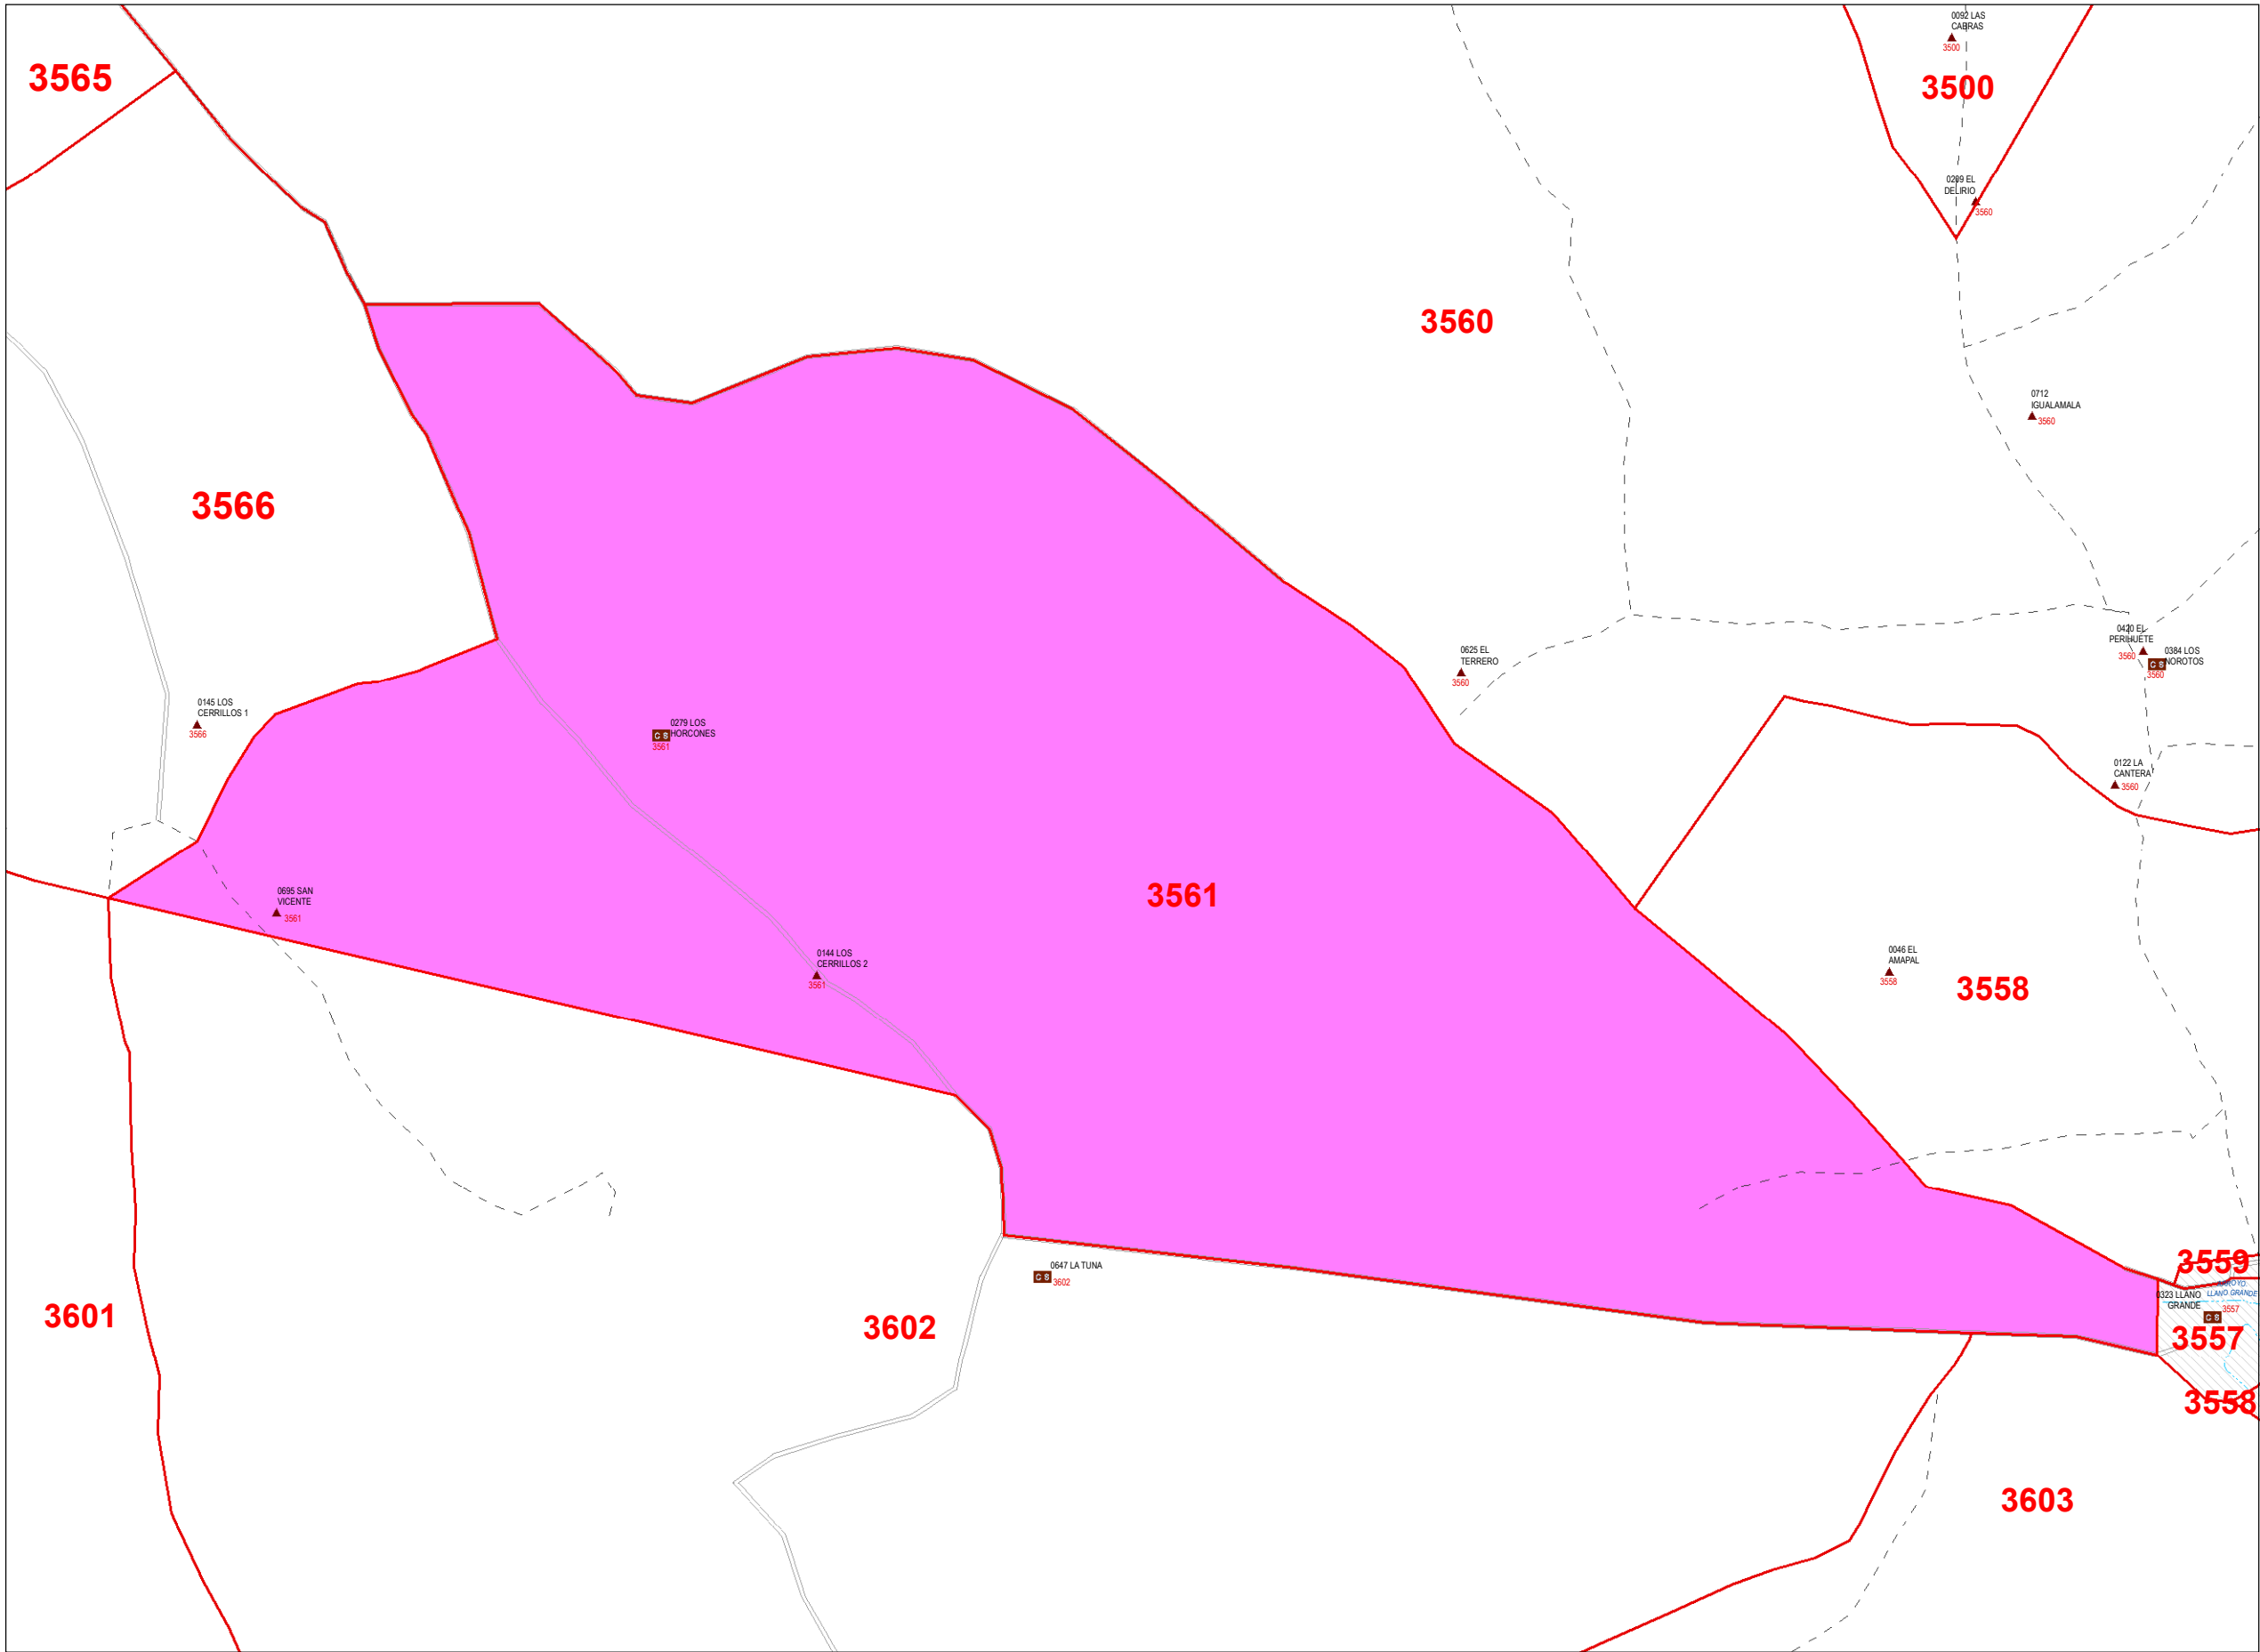 0092 LAS
CABRAS
3500
3565
3500
0209 EL
DELIRIO
3560
3560
0712
IGUALAMALA
3560
3566
0420 EL
PERIHUETE
3560
0384 LOS
NOROTOS
C S
3560
0625 EL
TERRERO
3560
0145 LOS
CERRILLOS 1
3566
0279 LOS
HORCONES
C S
3561
0122 LA
CANTERA
3560
3561
0695 SAN
VICENTE
3561
0144 LOS
CERRILLOS 2
3561
0046 EL
AMAPAL
3558
3558
3559
0647 LA TUNA
C S
3602
LLANO GRANDE
0323 LLANO
GRANDE
3557
C S
3601
3602
3557
3558
3603